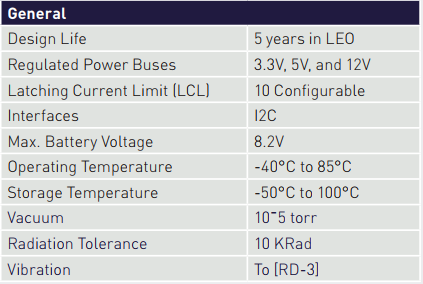 General
Design Life 5 years in LEO
Regulated Power Buses 3.3V, 5V, and 12V
Latching Current Limit (LCL) 10 Configurable
Interfaces I2C
Max. Battery Voltage 8.2V
Operating Temperature -40°C to 85°C
Storage Temperature -50°C to 100°C
Vacuum 10¯5 torr
Radiation Tolerance 10 KRad
Vibration To [RD-3]